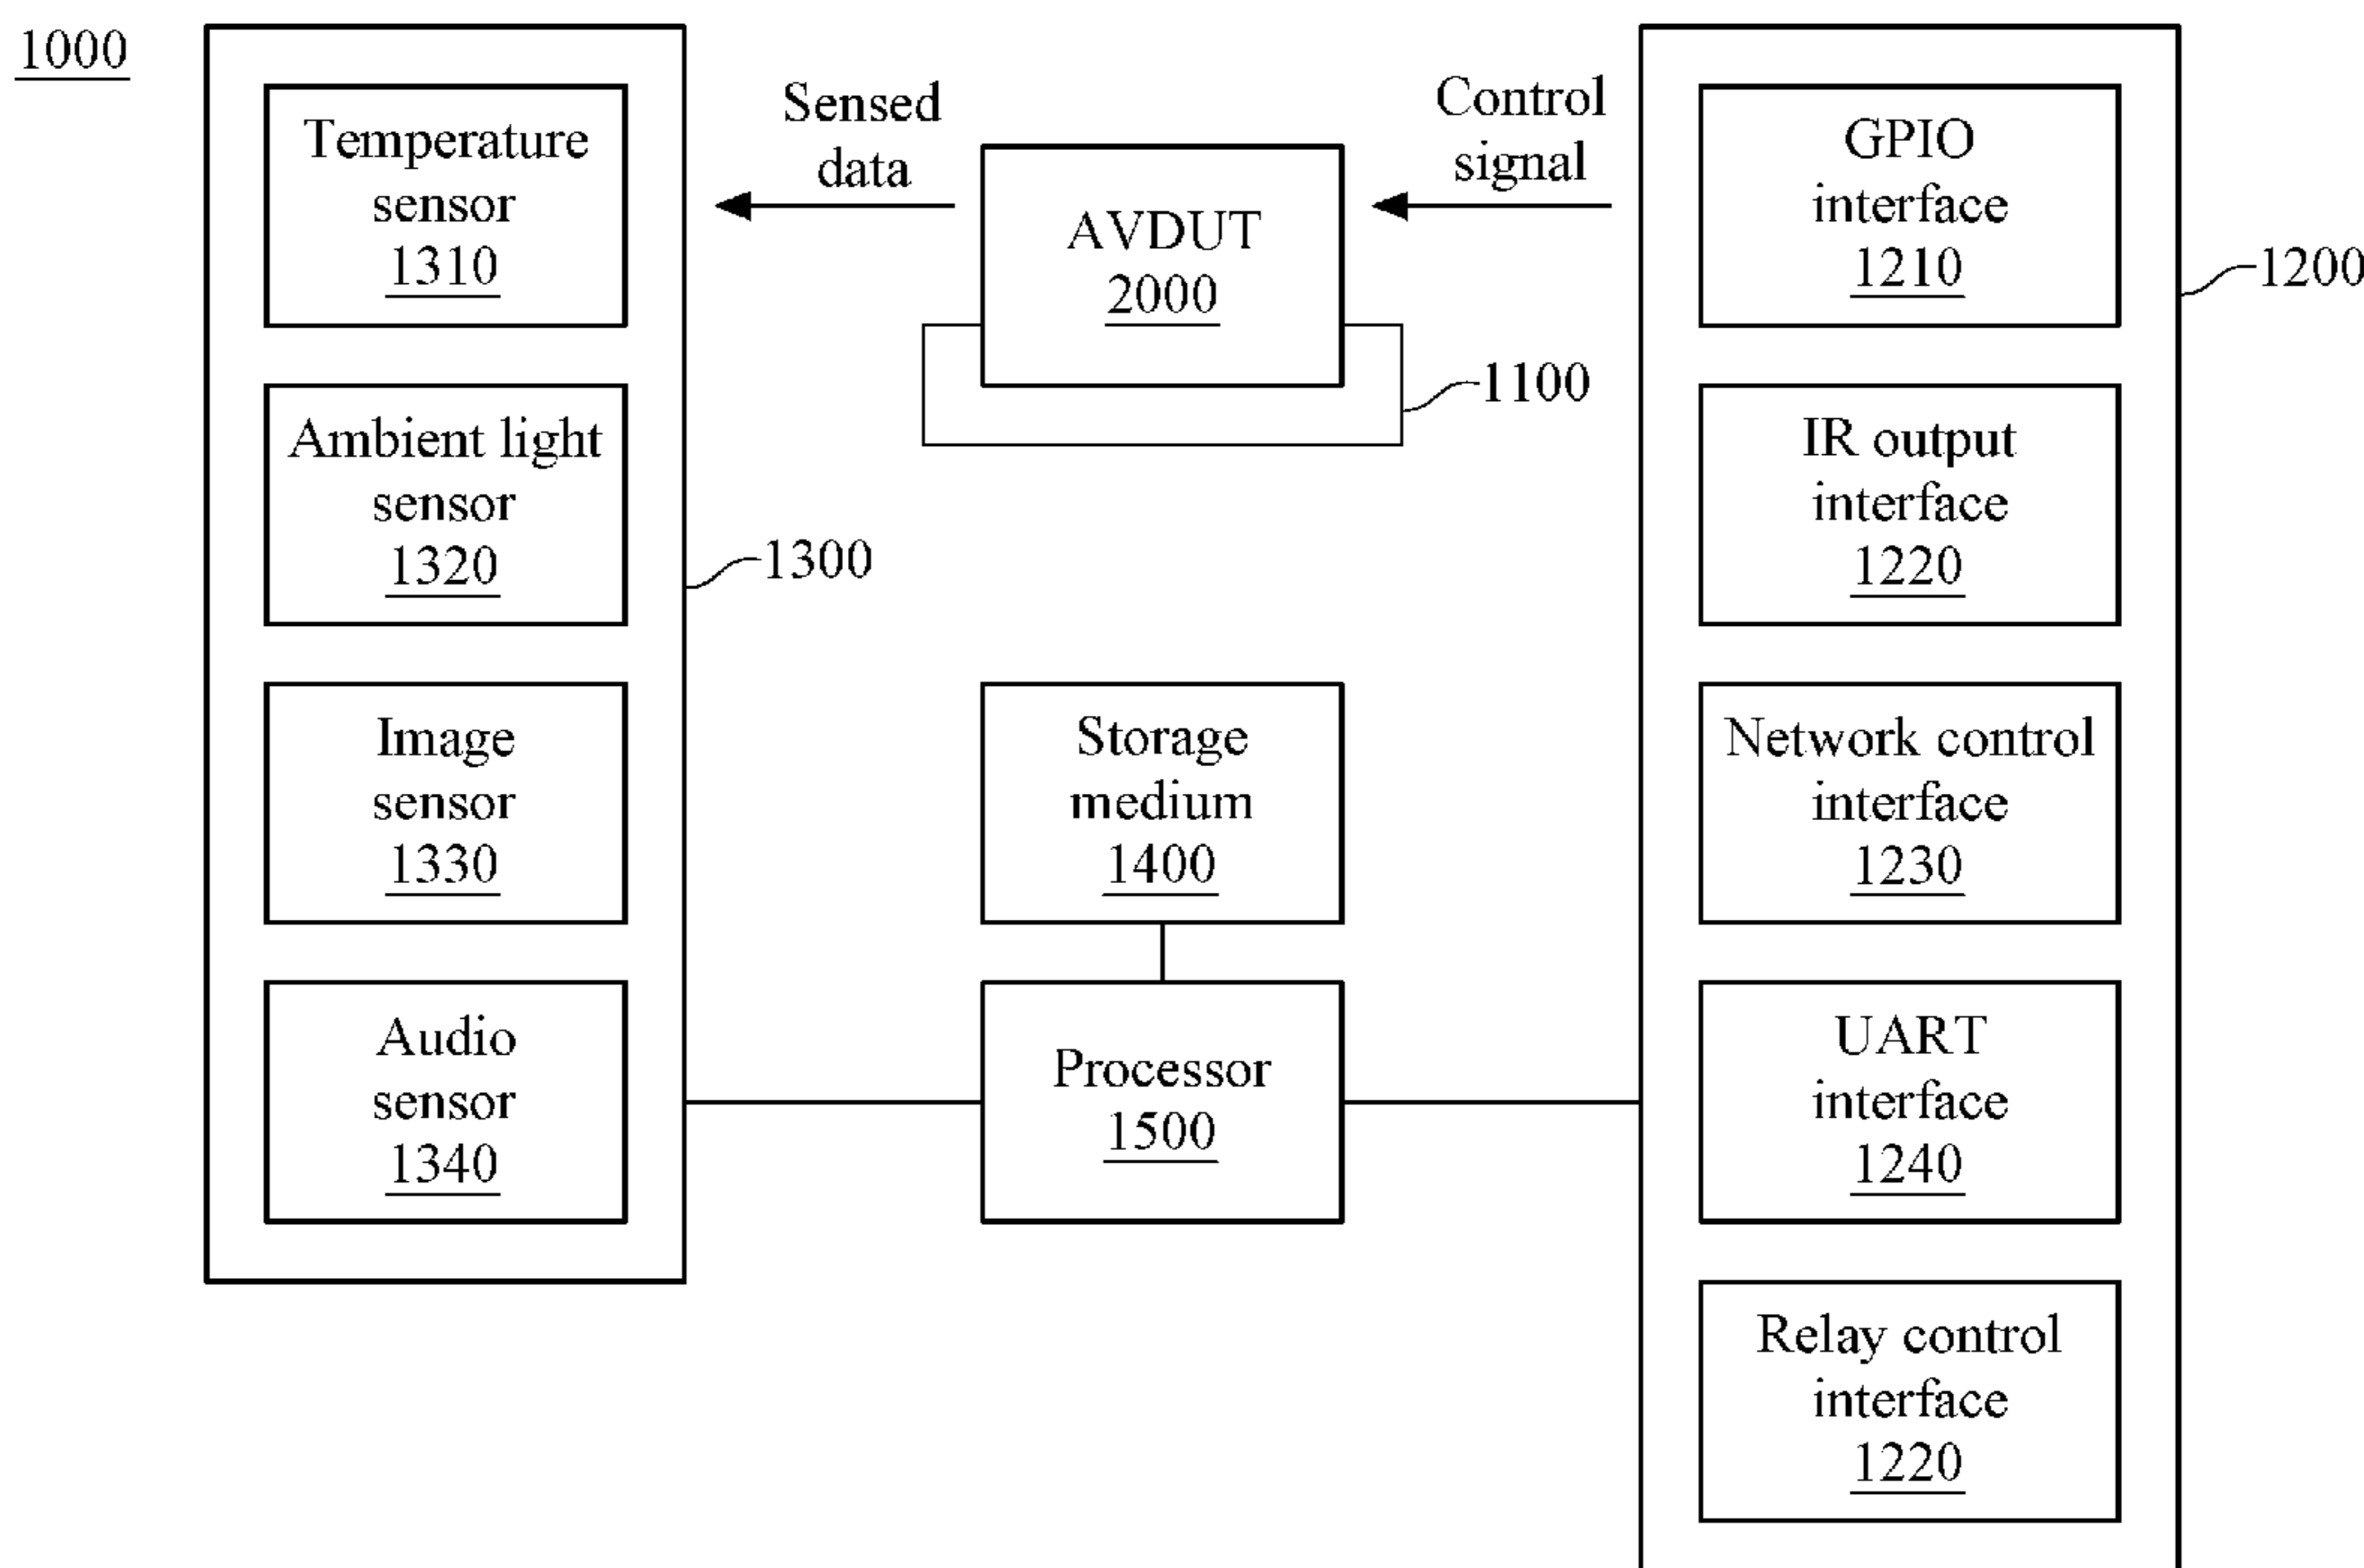 1000
Temperature
sensor
1310
Ambient light
sensor
1320
Image
sensor
1330
Audio
sensor
1340
1300
Sensed
data
AVDUT
2000
1100
Control
signal
Storage
medium
1400
Processor
1500
GPIO
interface
1210
IR output
interface
1220
Network control
interface
1230
UART
interface
1240
Relay control
interface
1220
1200